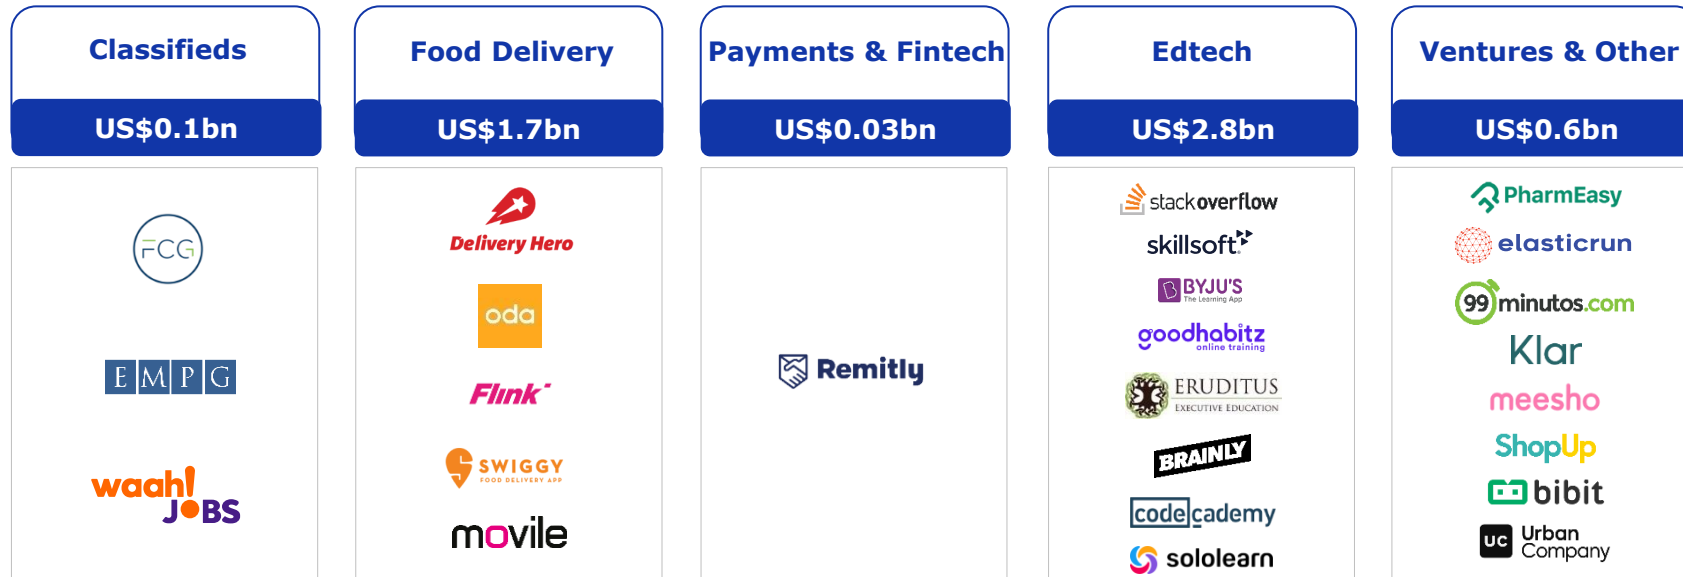 Classifieds
US$0.1bn
FCG
EMPG
waah!
JOBS
Food Delivery
US$1.7bn
Delivery Hero
oda
Flink
SWIGGY
FOOD DELIVERY APP
movile
Payments & Fintech
US$0.03bn
Remitly
Edtech
US$2.8bn
stackoverflow
skillsoft
BYJU'S
The Learning App
goodhabitz
online training
ERUDITUS
EXECUTIVE EDUCATION
BRAINLY
codecademy
sololearn
Ventures & Other
US$0.6bn
PharmEasy
elasticrun
99minutos.com
Klar
meesho
ShopUp
bibit
UC Urban
Company